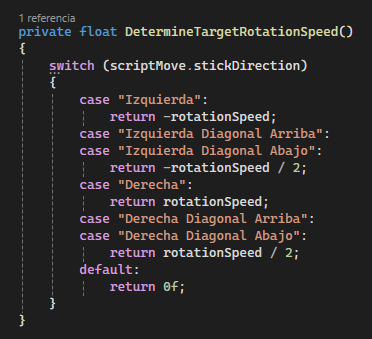 1 referencia
private float DetermineTargetRotationSpeed()
{
    switch (scriptMove.stickDirection)
    {
        case "Izquierda":
            return -rotationSpeed;
        case "Izquierda Diagonal Arriba":
        case "Izquierda Diagonal Abajo":
            return -rotationSpeed / 2;
        case "Derecha":
            return rotationSpeed;
        case "Derecha Diagonal Arriba":
        case "Derecha Diagonal Abajo":
            return rotationSpeed / 2;
        default:
            return 0f;
    }
}